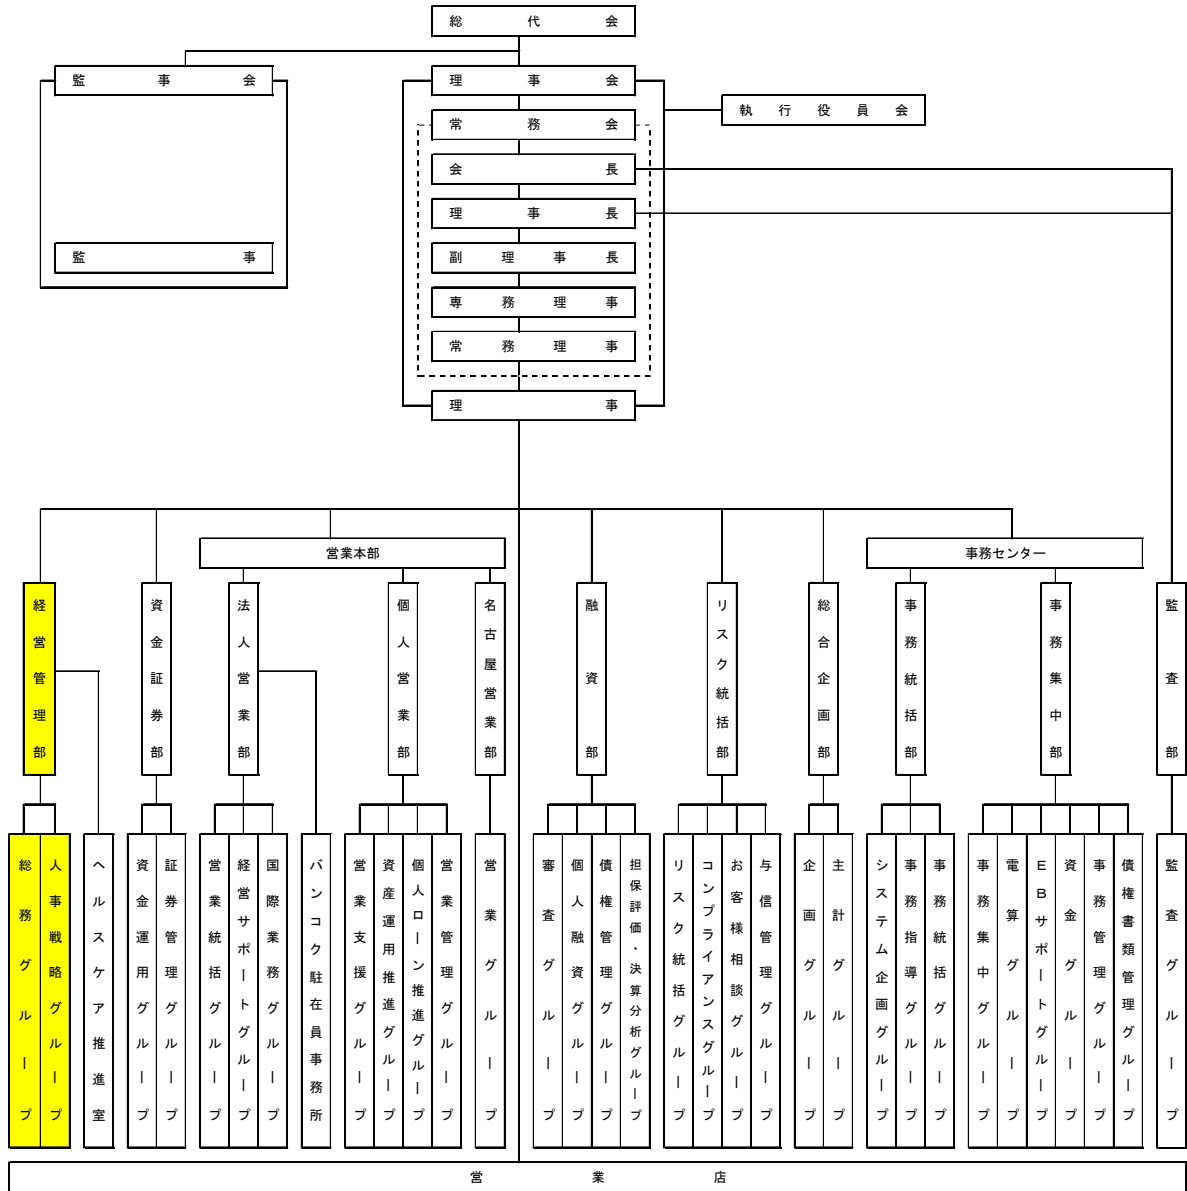 総代会
監事会
理事会
執行役員会
常務会
会長
理事長
監事
副理事長
専務理事
常務理事
理事
営業本部
事務センター
経営管理部
資金証券部
法人営業部
個人営業部
名古屋営業部
融資部
リスク統括部
総合企画部
事務統括部
事務集中部
監査部
総務グループ
人事戦略グループ
ヘルスケア推進室
資金運用グループ
証券管理グループ
営業統括グループ
経営サポートグループ
国際業務グループ
バンコク駐在員事務所
営業支援グループ
資産運用推進グループ
個人ローン推進グループ
営業管理グループ
営業グループ
審査グループ
個人融資グループ
債権管理グループ
担保評価・決算分析グループ
リスク統括グループ
コンプライアンスグループ
お客様相談グループ
与信管理グループ
企画グループ
主計グループ
システム企画グループ
事務指導グループ
事務統括グループ
事務集中グループ
電算グループ
EBサポートグループ
資金グループ
事務管理グループ
債権書類管理グループ
監査グループ
営業店